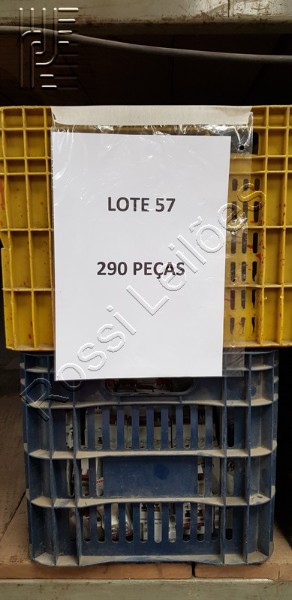 LOTE 57
290 PEÇAS
Rossi Leilões